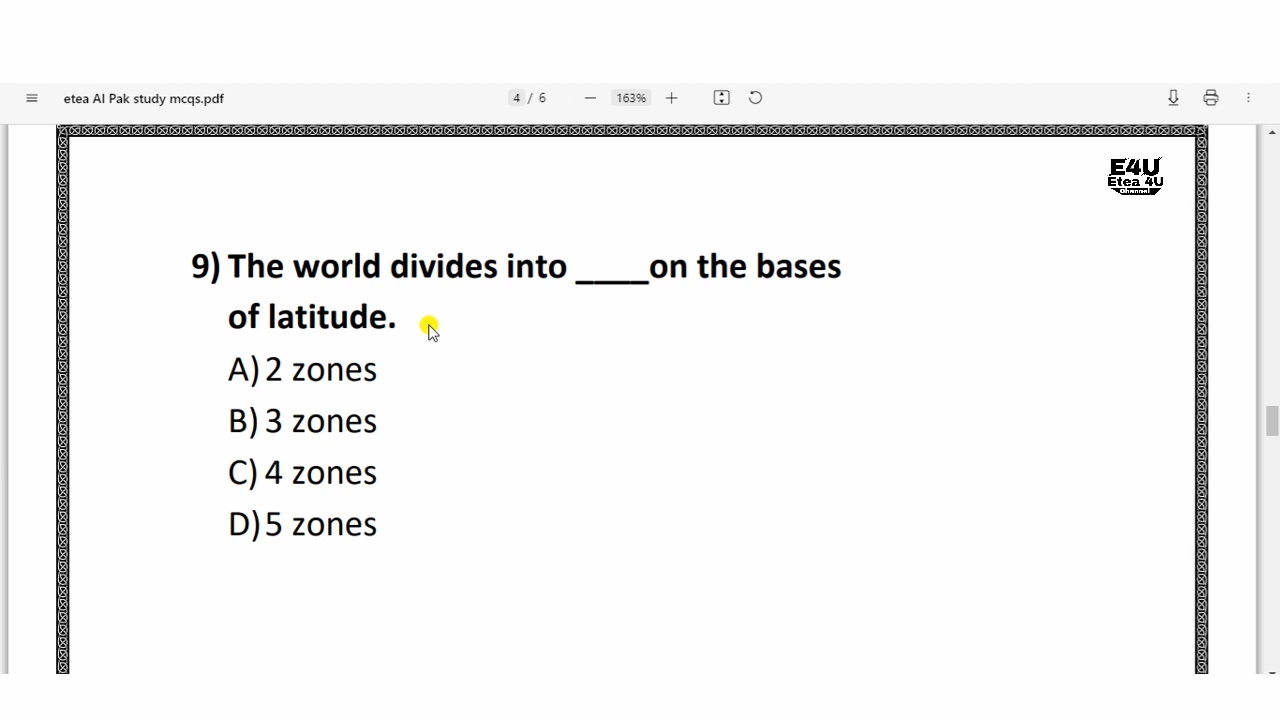 etea AI Pak study mcqs.pdf
4 / 6
163%
E4U
Etea 4U
Channel
9) The world divides into ____on the bases
of latitude.
A) 2 zones
B) 3 zones
C) 4 zones
D) 5 zones